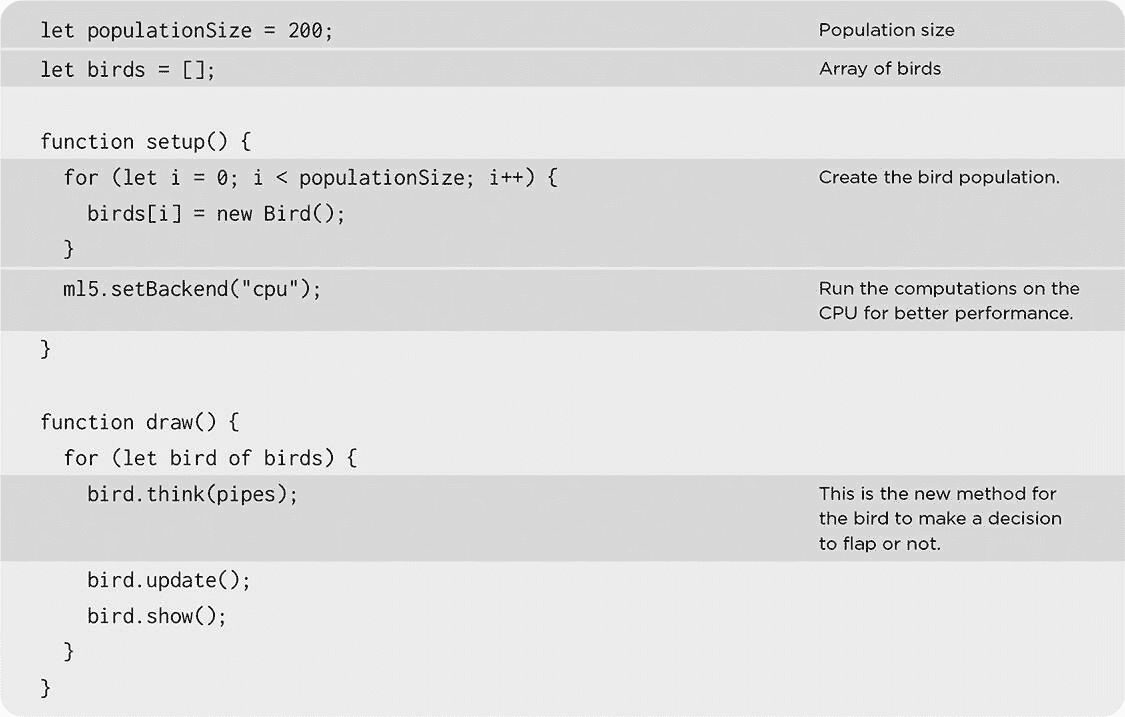 let populationSize = 200; Population size
let birds = []; Array of birds
function setup() {
for (let i = 0; i < populationSize; i++) { Create the bird population.
birds[i] = new Bird();
}
ml5.setBackend("cpu"); Run the computations on the
CPU for better performance.
}
function draw() {
for (let bird of birds) {
bird.think(pipes); This is the new method for
the bird to make a decision
to flap or not.
bird.update();
bird.show();
}
}